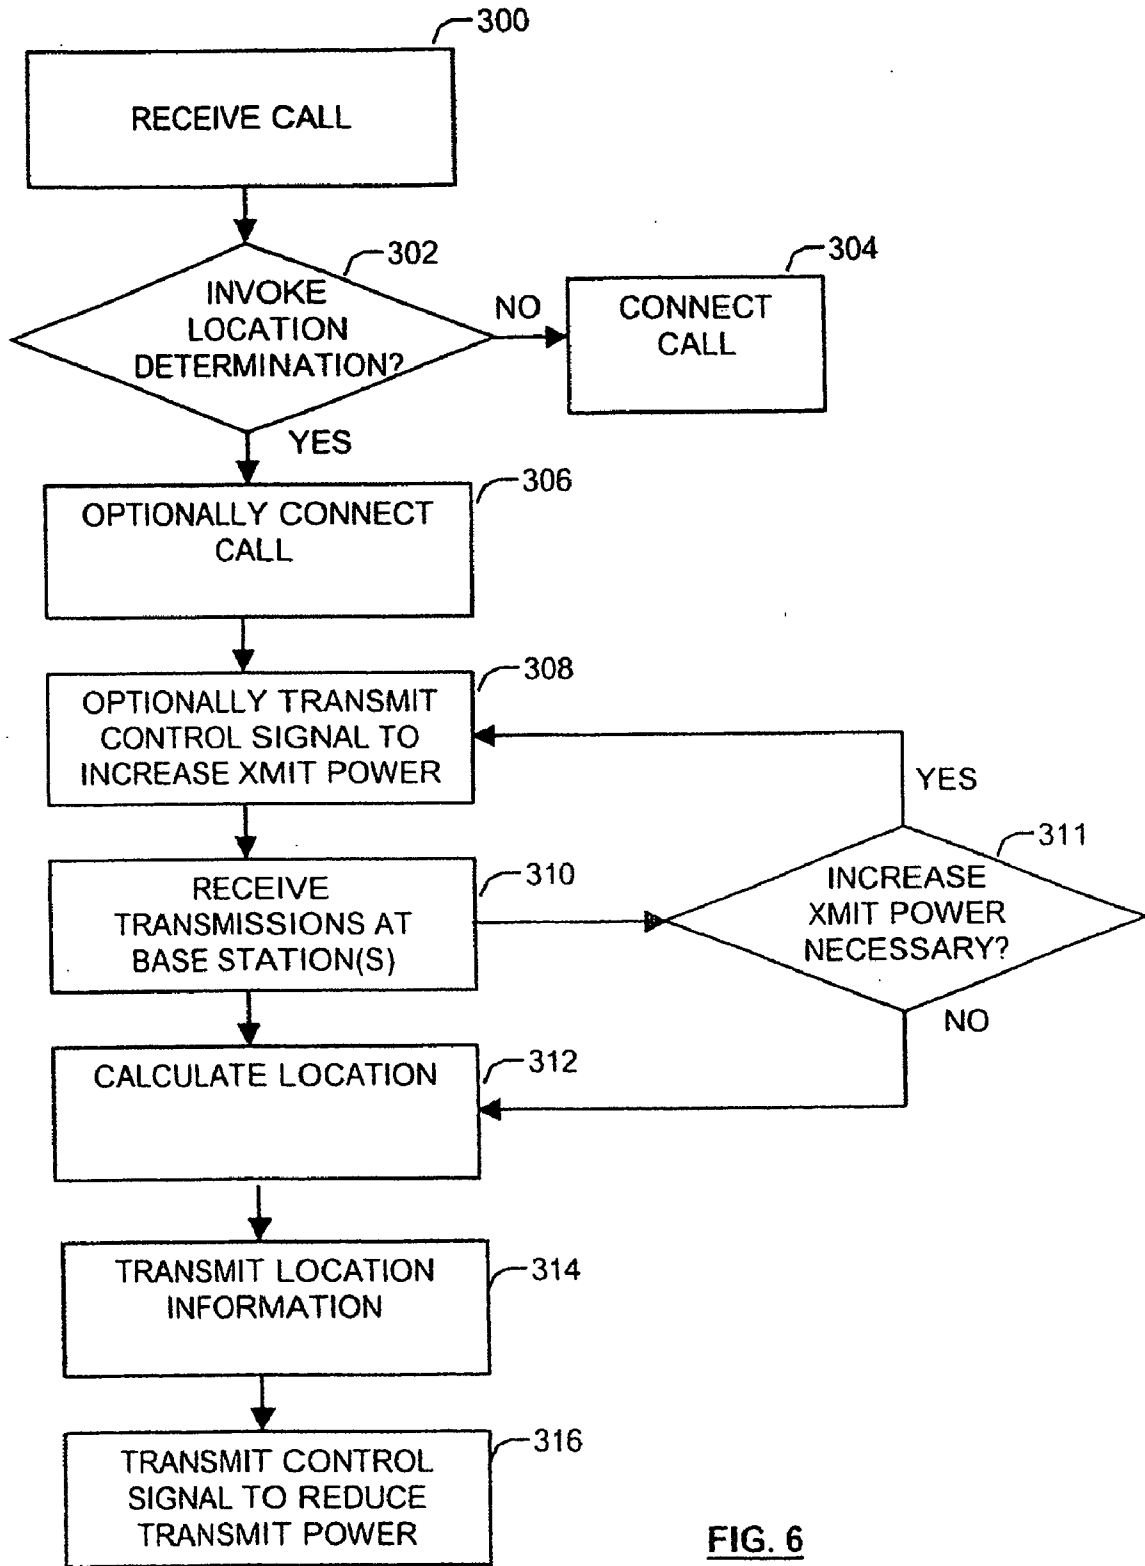 300
RECEIVE CALL
302
INVOKE
LOCATION
DETERMINATION?
NO
304
CONNECT
CALL
YES
306
OPTIONALLY CONNECT
CALL
308
OPTIONALLY TRANSMIT
CONTROL SIGNAL TO
INCREASE XMIT POWER
YES
310
RECEIVE
TRANSMISSIONS AT
BASE STATION(S)
311
INCREASE
XMIT POWER
NECESSARY?
NO
312
CALCULATE LOCATION
314
TRANSMIT LOCATION
INFORMATION
316
TRANSMIT CONTROL
SIGNAL TO REDUCE
TRANSMIT POWER
FIG. 6